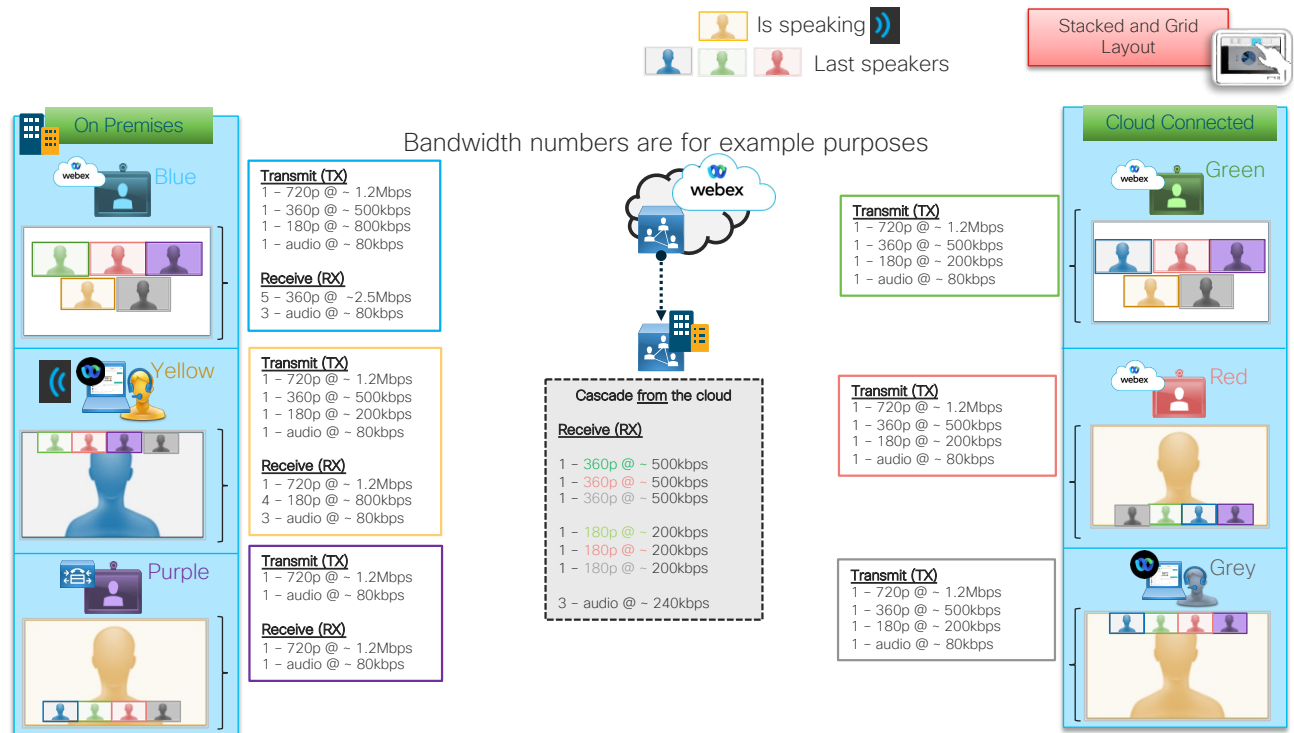 Is speaking
Last speakers
Stacked and Grid
Layout
On Premises
Cloud Connected
Bandwidth numbers are for example purposes
webex
Blue
Transmit (TX)
1 – 720p @ ~ 1.2Mbps
1 – 360p @ ~ 500kbps
1 – 180p @ ~ 800kbps
1 – audio @ ~ 80kbps
Receive (RX)
5 – 360p @ ~2.5Mbps
3 – audio @ ~ 80kbps
Yellow
Transmit (TX)
1 – 720p @ ~ 1.2Mbps
1 – 360p @ ~ 500kbps
1 – 180p @ ~ 200kbps
1 – audio @ ~ 80kbps
Receive (RX)
1 – 720p @ ~ 1.2Mbps
4 – 180p @ ~ 800kbps
3 – audio @ ~ 80kbps
Purple
Transmit (TX)
1 – 720p @ ~ 1.2Mbps
1 – audio @ ~ 80kbps
Receive (RX)
1 – 720p @ ~ 1.2Mbps
1 – audio @ ~ 80kbps
webex
Cascade from the cloud
Receive (RX)
1 – 360p @ ~ 500kbps
1 – 360p @ ~ 500kbps
1 – 360p @ ~ 500kbps
1 – 180p @ ~ 200kbps
1 – 180p @ ~ 200kbps
1 – 180p @ ~ 200kbps
3 – audio @ ~ 240kbps
Transmit (TX)
1 – 720p @ ~ 1.2Mbps
1 – 360p @ ~ 500kbps
1 – 180p @ ~ 200kbps
1 – audio @ ~ 80kbps
webex
Green
Transmit (TX)
1 – 720p @ ~ 1.2Mbps
1 – 360p @ ~ 500kbps
1 – 180p @ ~ 200kbps
1 – audio @ ~ 80kbps
webex
Red
Transmit (TX)
1 – 720p @ ~ 1.2Mbps
1 – 360p @ ~ 500kbps
1 – 180p @ ~ 200kbps
1 – audio @ ~ 80kbps
Grey